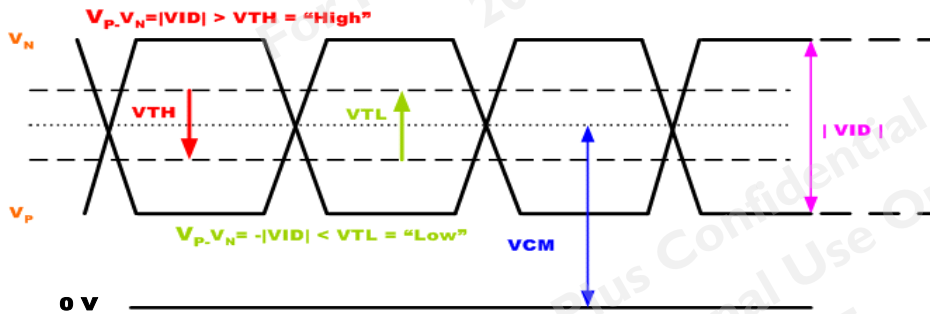 VP-VN=|VID| > VTH = “High”
VN
VTH
VTL
| VID |
VP
VP-VN= -|VID| < VTL = “Low”
VCM
0 V